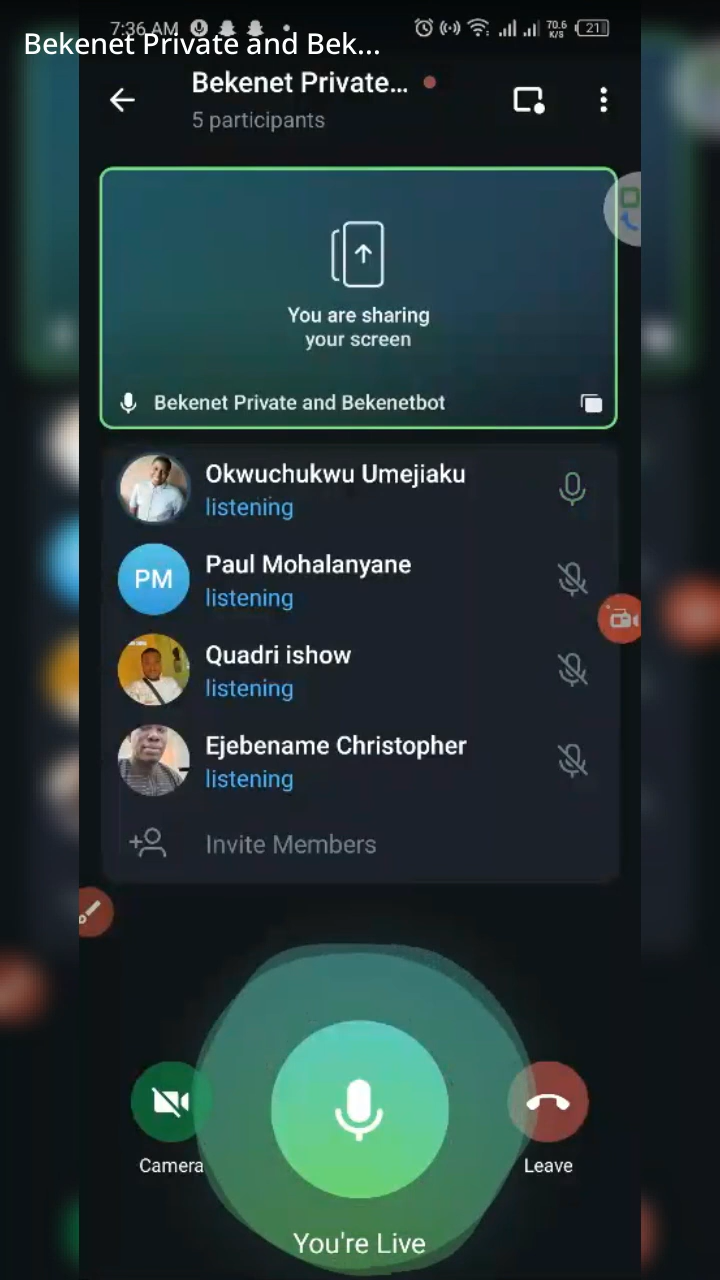 7:36 AM
70.6
K/S
21
Bekenet Private and Bek...
Bekenet Private...
5 participants
You are sharing
your screen
Bekenet Private and Bekenetbot
Okwuchukwu Umejiaku
listening
PM
Paul Mohalanyane
listening
Quadri ishow
listening
Ejebename Christopher
listening
Invite Members
Camera
Leave
You're Live